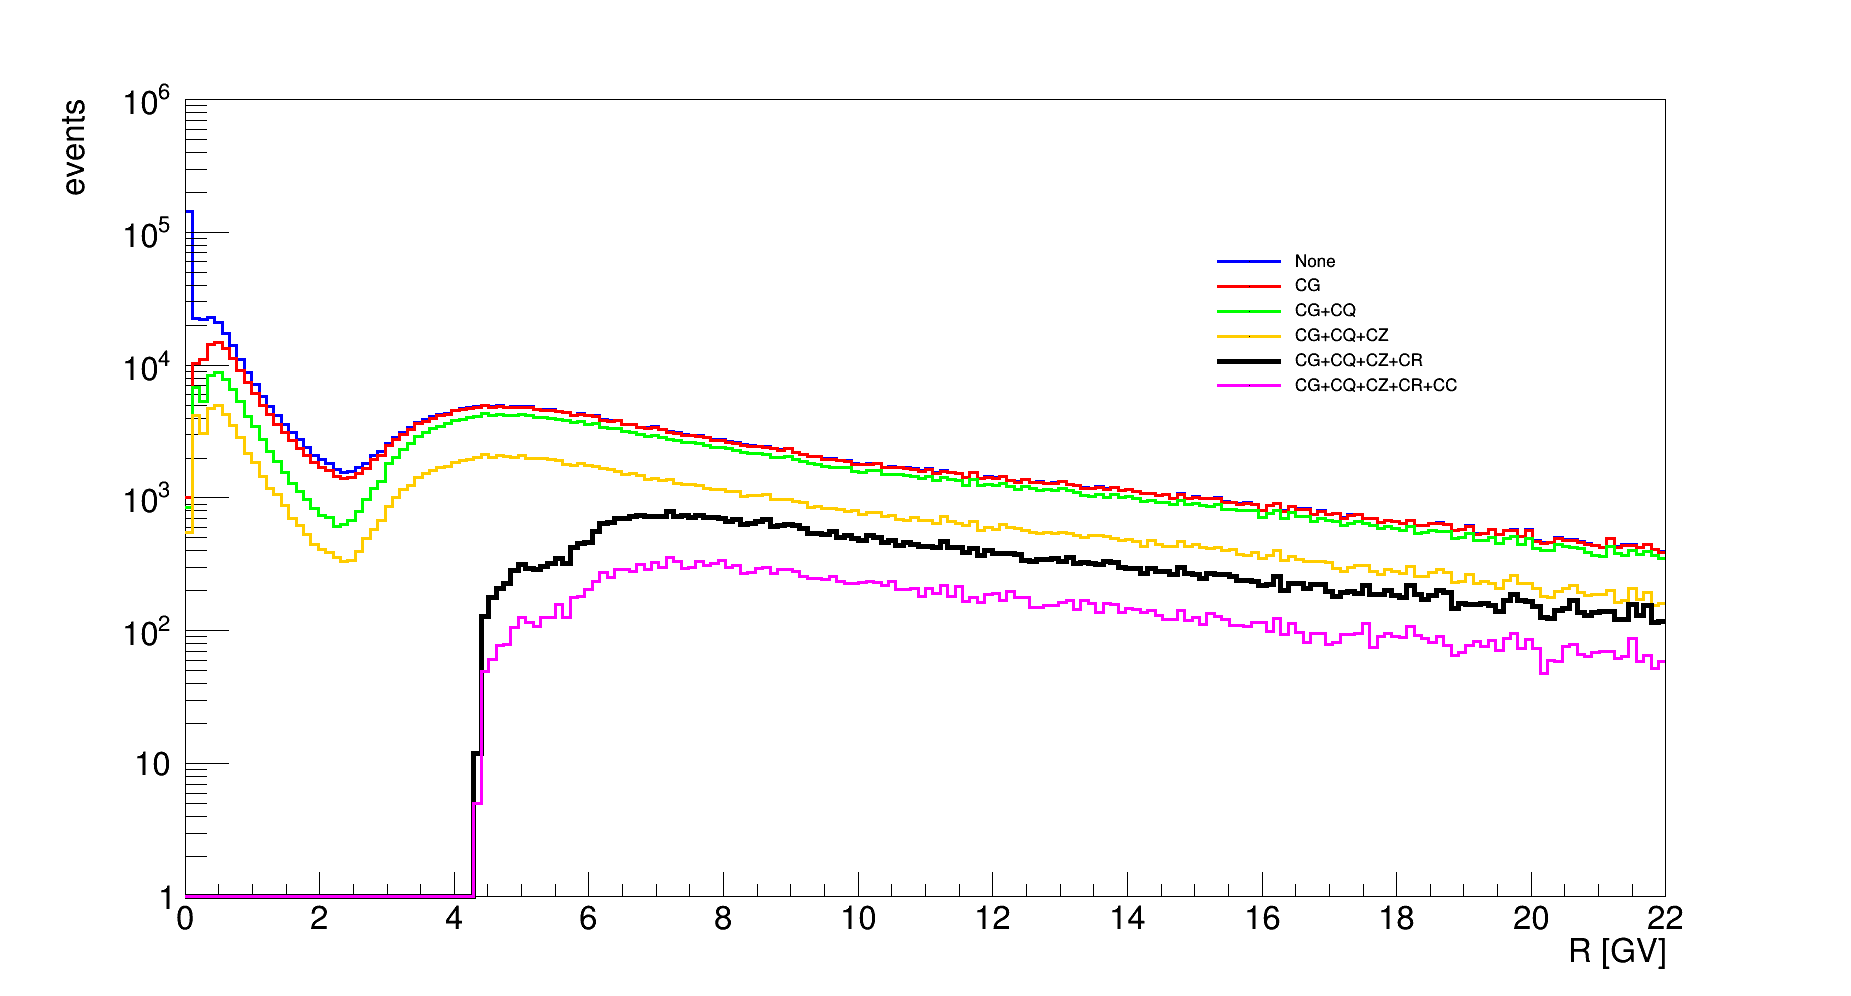 events
10^6
10^5
10^4
10^3
10^2
10
1
None
CG
CG+CQ
CG+CQ+CZ
CG+CQ+CZ+CR
CG+CQ+CZ+CR+CC
0 2 4 6 8 10 12 14 16 18 20 22
R [GV]